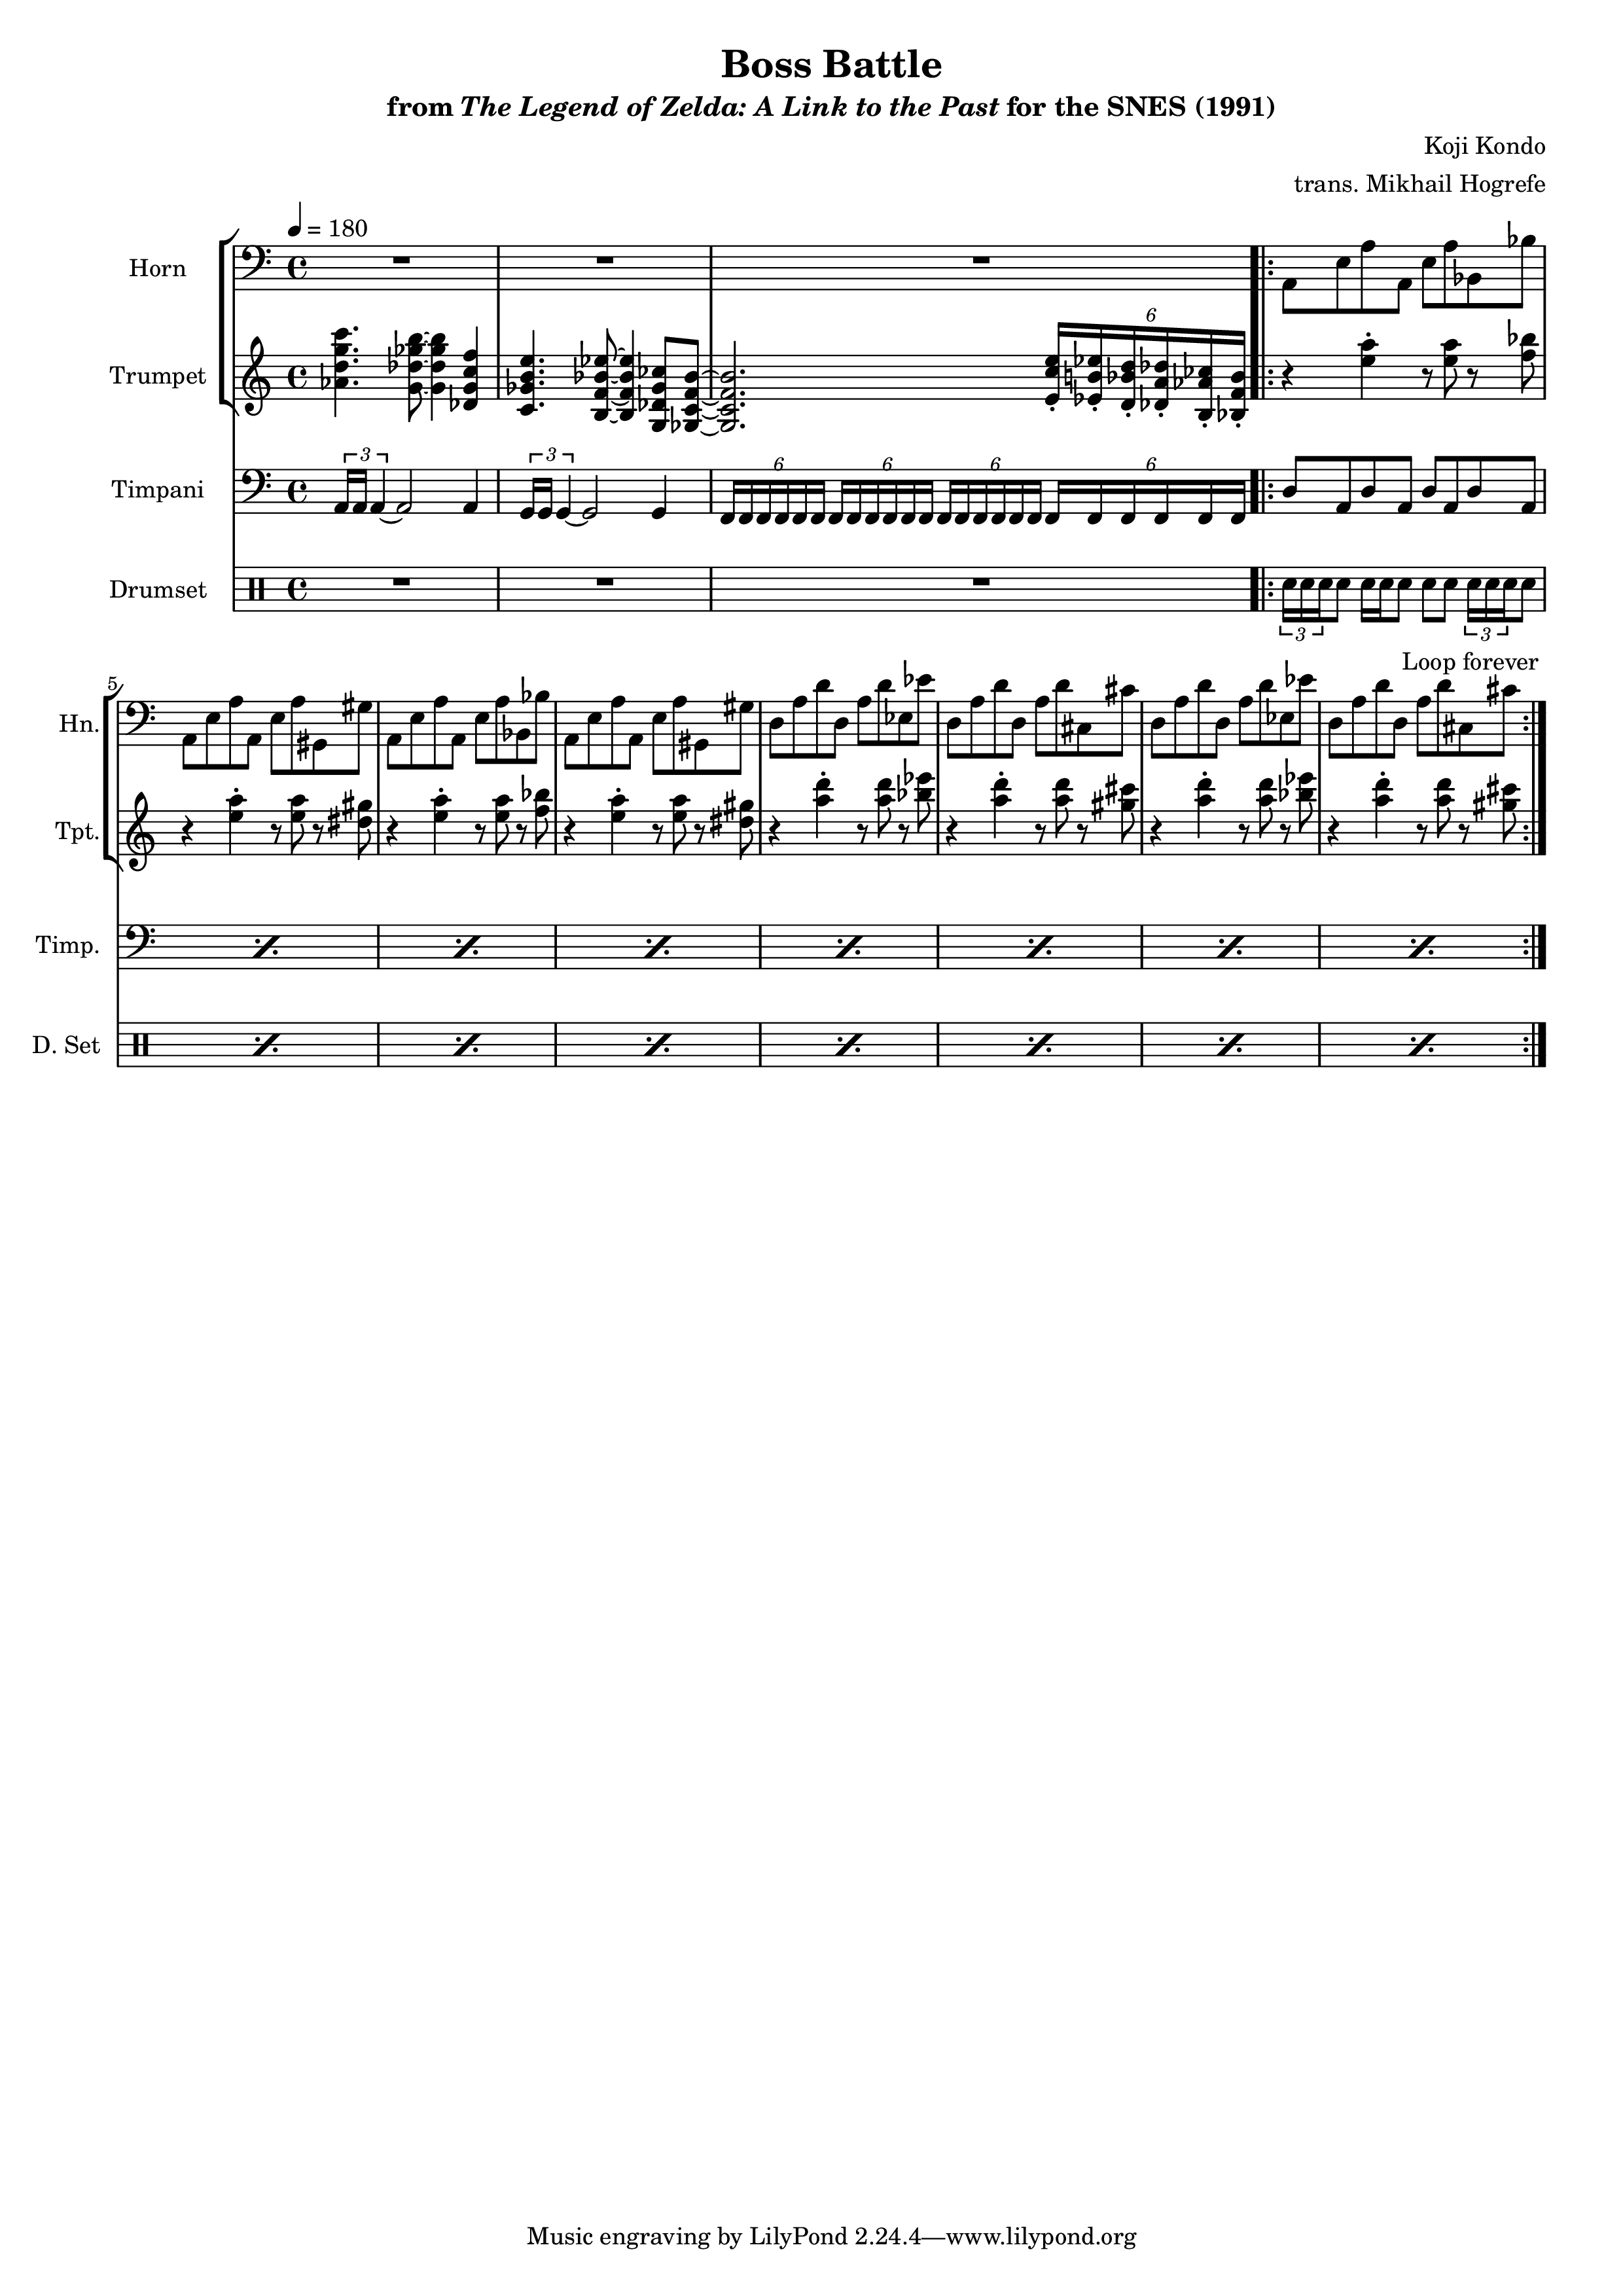 Boss Battle
from The Legend of Zelda: A Link to the Past for the SNES (1991)
Koji Kondo
trans. Mikhail Hogrefe
= 180
Horn
6
Trumpet
3 3 6 6 6 6
Timpani
Drumset
3 3
Loop forever
5
Hn.
Tpt.
Timp.
D. Set
Music engraving by LilyPond 2.24.4—www.lilypond.org